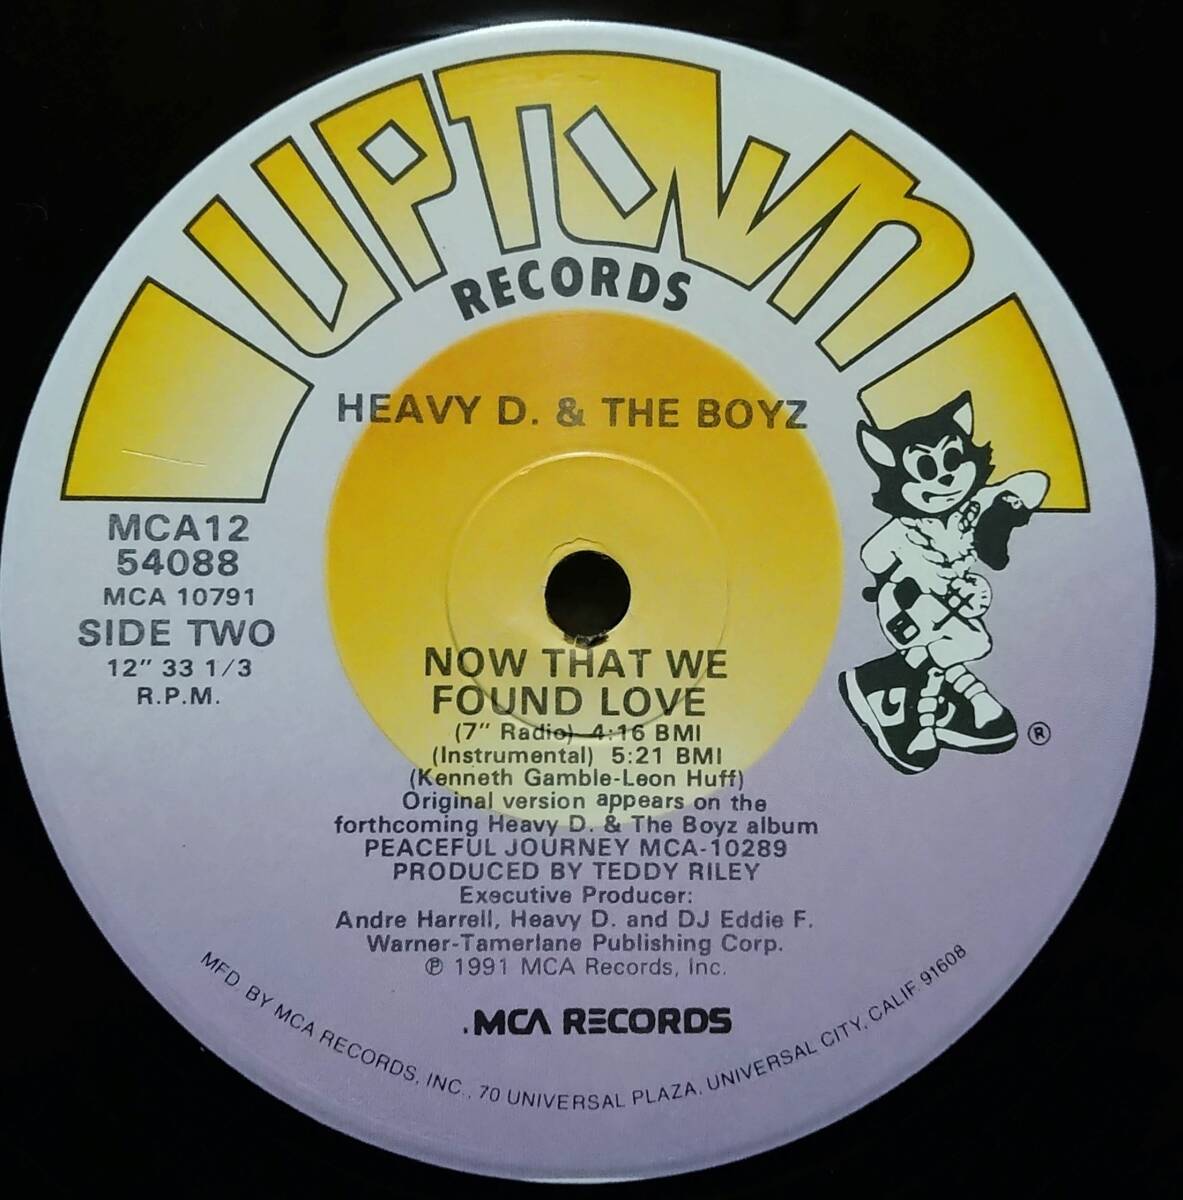 UPTOWN
RECORDS
HEAVY D. & THE BOYZ
MCA12
54088
MCA 10791
SIDE TWO
12″ 33 1/3
R.P.M.
NOW THAT WE
FOUND LOVE
(7″ Radio) 4:16 BMI
(Instrumental) 5:21 BMI
(Kenneth Gamble-Leon Huff)
Original version appears on the
forthcoming Heavy D. & The Boyz album
PEACEFUL JOURNEY MCA-10289
PRODUCED BY TEDDY RILEY
Executive Producer:
Andre Harrell, Heavy D. and DJ Eddie F.
Warner-Tamerlane Publishing Corp.
℗ 1991 MCA Records, Inc.
®
.MCA RECORDS
MFD. BY MCA RECORDS, INC., 70 UNIVERSAL PLAZA, UNIVERSAL CITY, CALIF. 91608